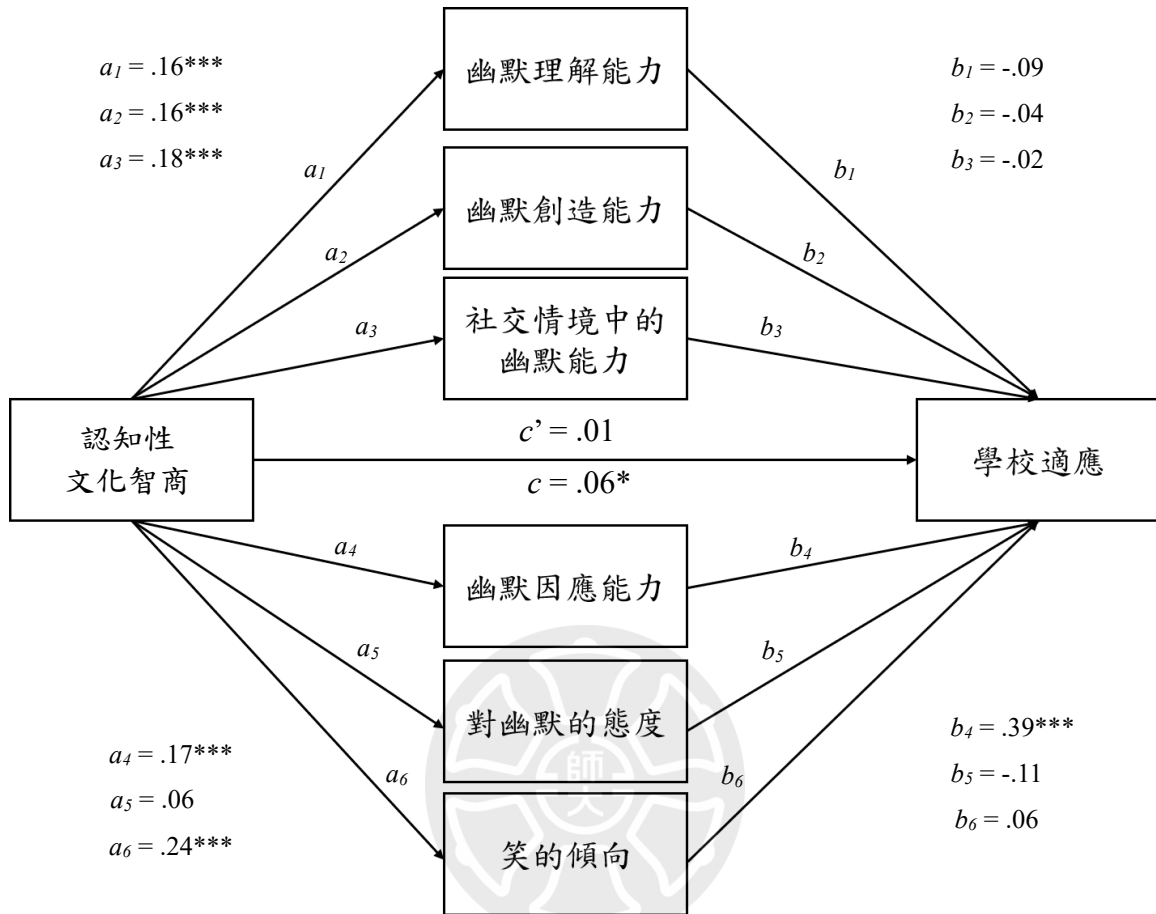 a1 = .16***
a2 = .16***
a3 = .18***
幽默理解能力
b1 = -.09
b2 = -.04
b3 = -.02
a1
b1
幽默創造能力
a2
b2
社交情境中的
幽默能力
a3
b3
認知性
文化智商
c’ = .01
c = .06*
學校適應
a4
幽默因應能力
b4
a5
對幽默的態度
b5
a6
笑的傾向
b6
a4 = .17***
a5 = .06
a6 = .24***
b4 = .39***
b5 = -.11
b6 = .06
師大